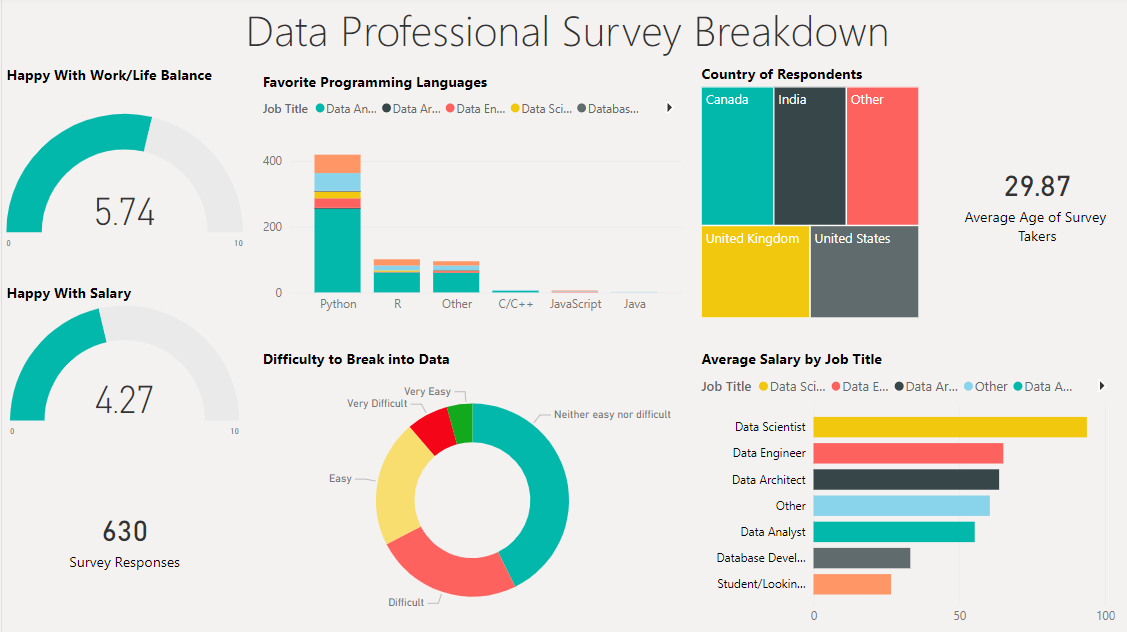 Data Professional Survey Breakdown
Happy With Work/Life Balance
5.74
0
10
Happy With Salary
4.27
0
10
630
Survey Responses
Favorite Programming Languages
Job Title Data An... Data Ar... Data En... Data Sci... Databas...
400
200
0
Python R Other C/C++ JavaScript Java
Difficulty to Break into Data
Very Easy
Very Difficult
Neither easy nor difficult
Easy
Difficult
Country of Respondents
Canada
India
Other
United Kingdom
United States
29.87
Average Age of Survey
Takers
Average Salary by Job Title
Job Title Data Sci... Data E... Data Ar... Other Data A...
Data Scientist
Data Engineer
Data Architect
Other
Data Analyst
Database Devel...
Student/Lookin...
0 50 100